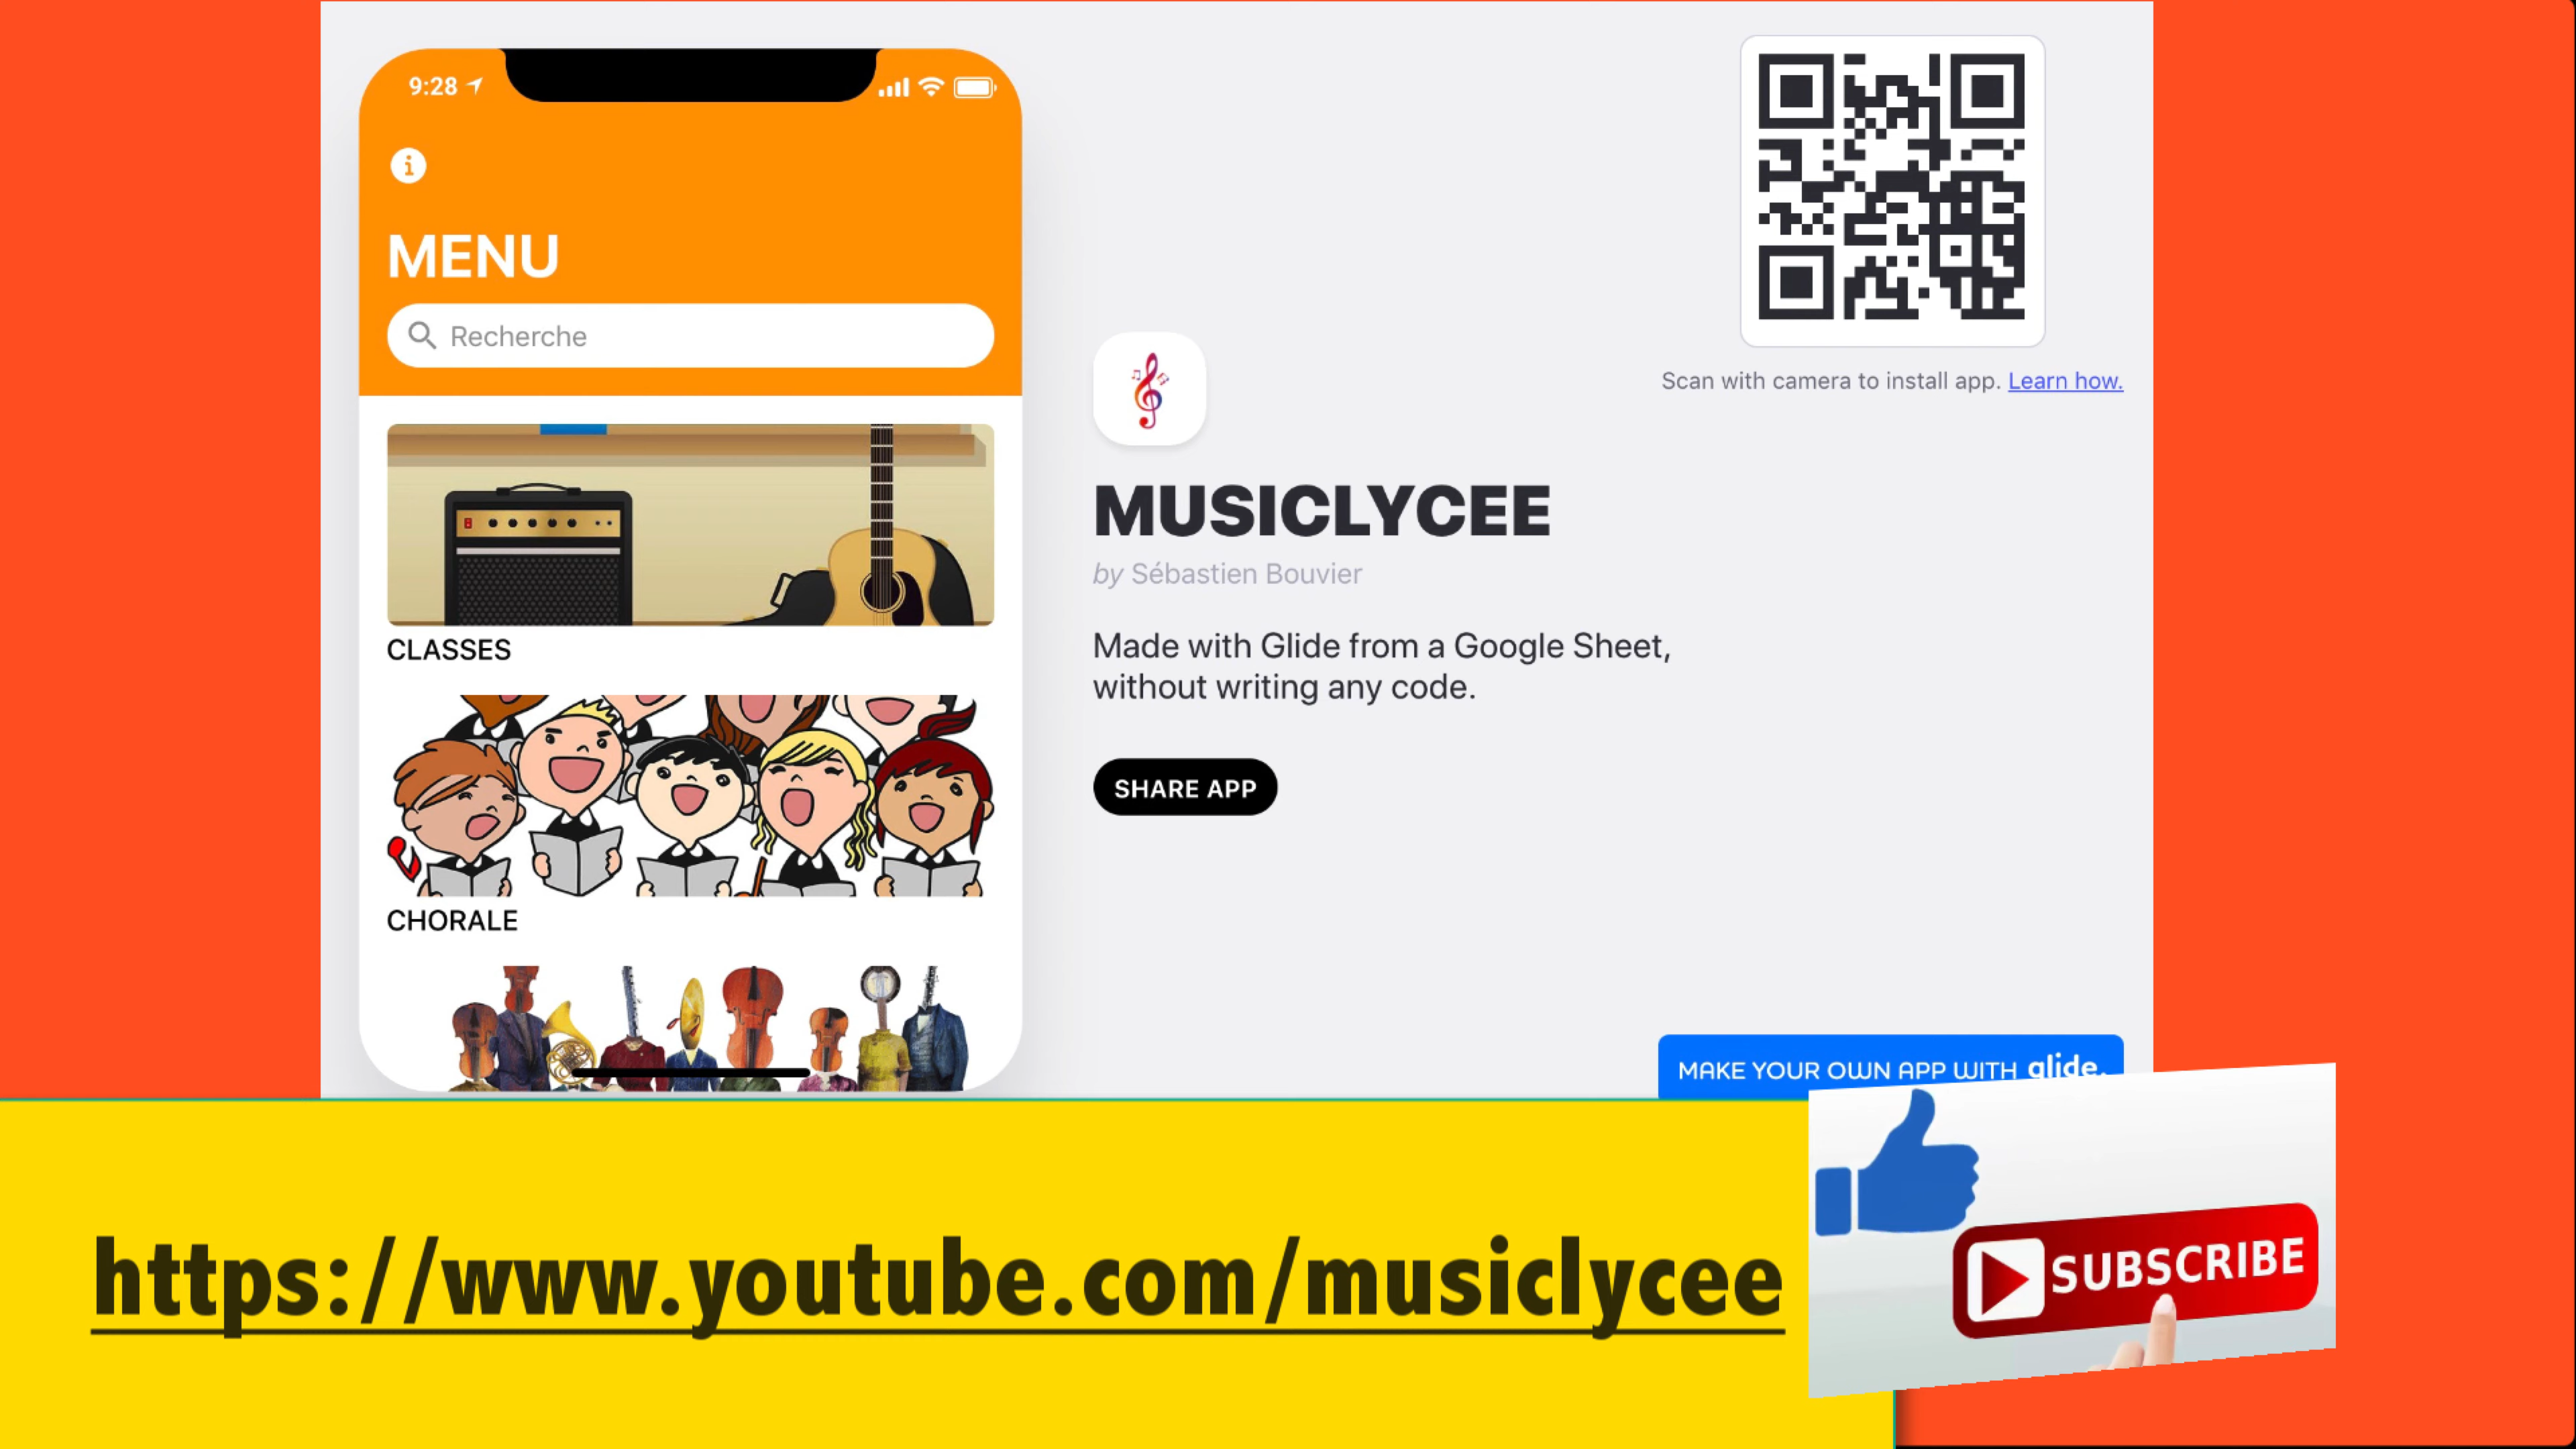 9:28
MENU
Recherche
CLASSES
CHORALE
Scan with camera to install app. Learn how.
MUSICLYCEE
by Sébastien Bouvier
Made with Glide from a Google Sheet,
without writing any code.
SHARE APP
MAKE YOUR OWN APP WITH glide.
https://www.youtube.com/musiclycee
SUBSCRIBE